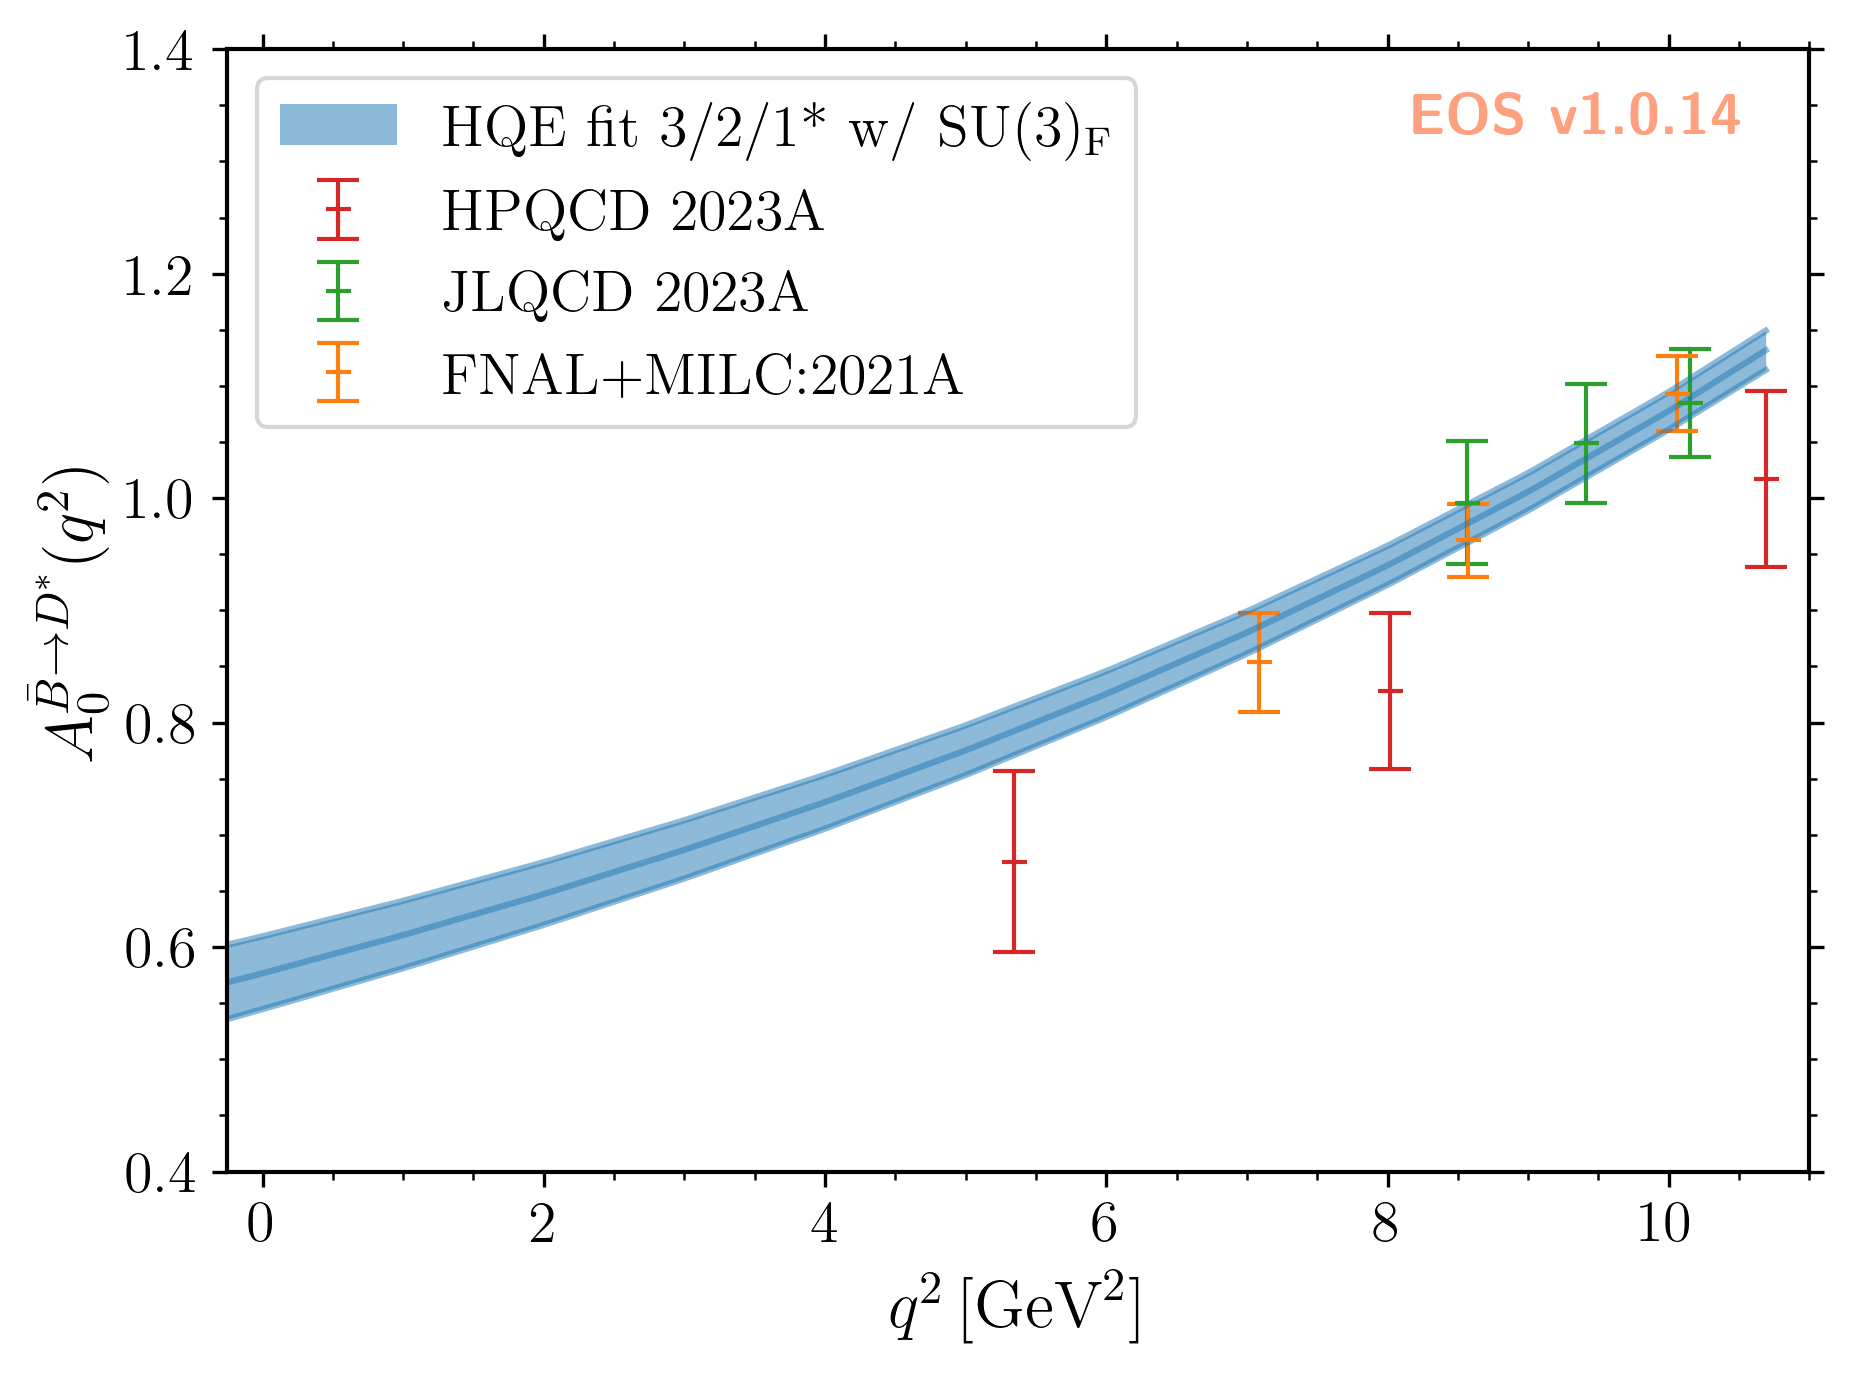 1.4
1.2
1.0
0.8
0.6
0.4
A_0^{B̄→D*}(q²)
HQE fit 3/2/1* w/ SU(3)_F
HPQCD 2023A
JLQCD 2023A
FNAL+MILC:2021A
EOS v1.0.14
0 2 4 6 8 10
q² [GeV²]